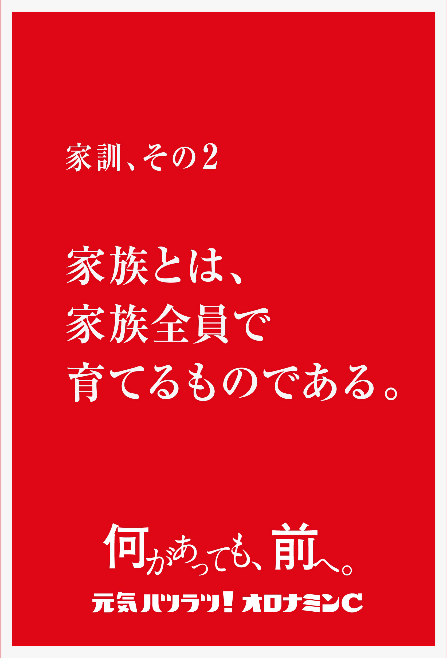 家訓、その2
家族とは、
家族全員で
育てるものである。
何があっても、前へ。
元気ハツラツ!オロナミンC